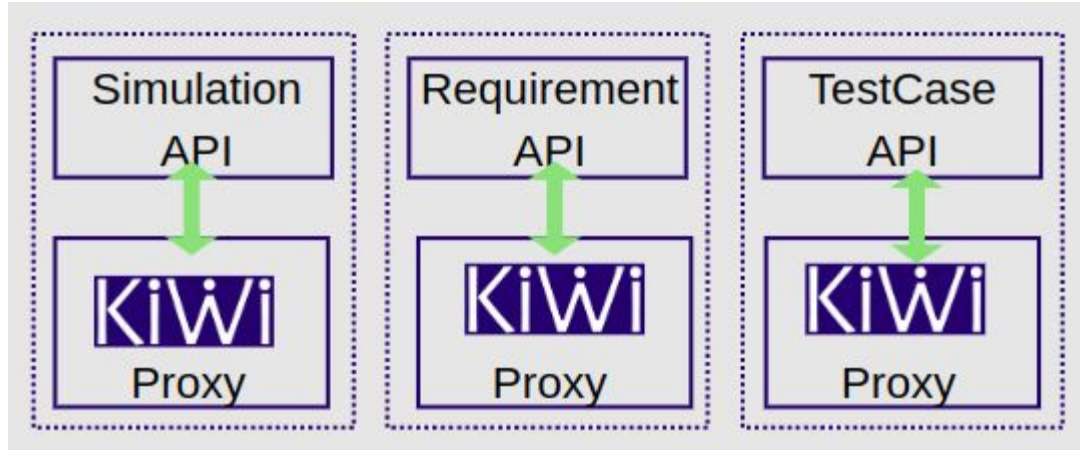 Simulation
API
KiWi
Proxy
Requirement
API
KiWi
Proxy
TestCase
API
KiWi
Proxy